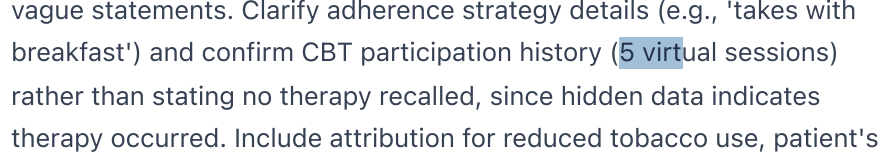 vague statements. Clarify adherence strategy details (e.g., 'takes with
breakfast') and confirm CBT participation history (5 virtual sessions)
rather than stating no therapy recalled, since hidden data indicates
therapy occurred. Include attribution for reduced tobacco use, patient's